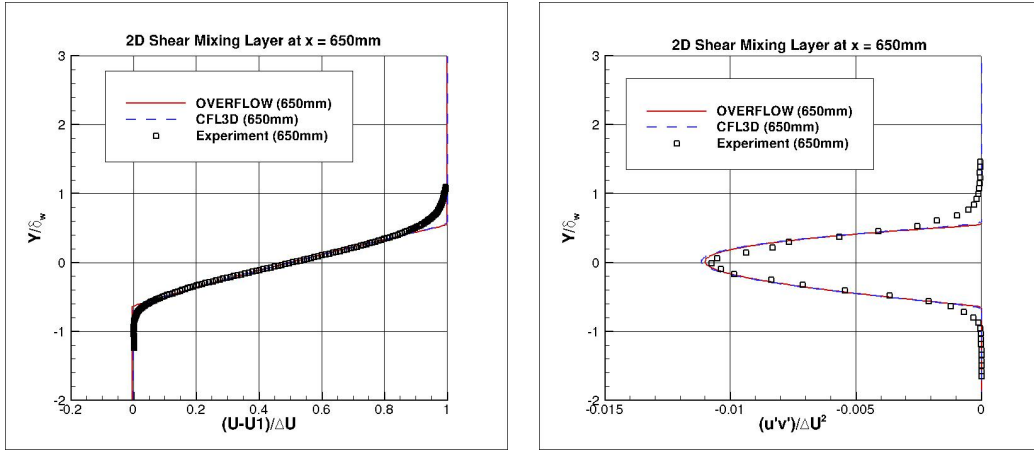 2D Shear Mixing Layer at x = 650mm
3
2
1
0
-1
-2
Y/δw
OVERFLOW (650mm)
CFL3D (650mm)
Experiment (650mm)
-0.2 0 0.2 0.4 0.6 0.8 1
(U-U1)/ΔU
2D Shear Mixing Layer at x = 650mm
3
2
1
0
-1
-2
Y/δw
OVERFLOW (650mm)
CFL3D (650mm)
Experiment (650mm)
-0.015 -0.01 -0.005 0
(u'v')/ΔU²